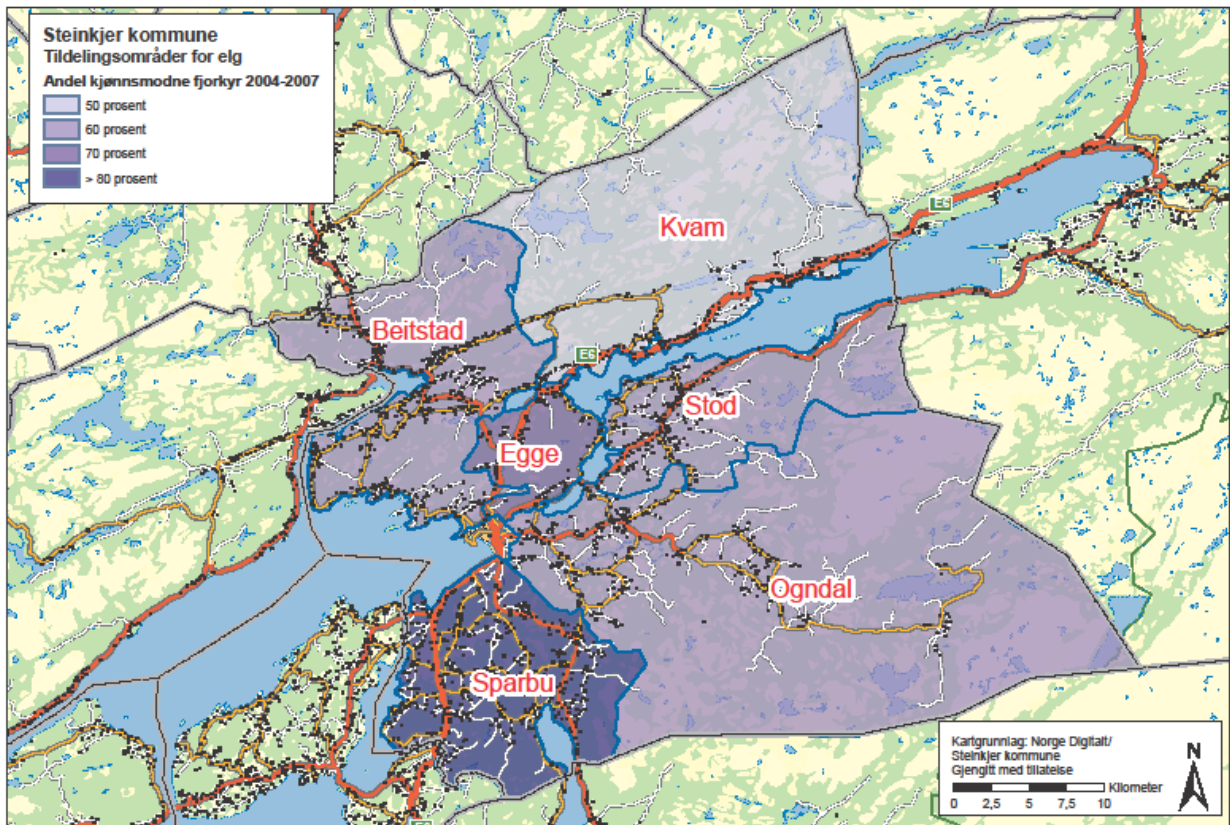 Steinkjer kommune
Tildelingsområder for elg
Andel kjønnsmodne fjorkyr 2004-2007
50 prosent
60 prosent
70 prosent
> 80 prosent
Kvam
E6
Beitstad
E6
Stod
Egge
Ogndal
Sparbu
Kartgrunnlag: Norge Digitalt/
Steinkjer kommune
Gjengitt med tillatelse
N
Kilometer
0 2,5 5 7,5 10